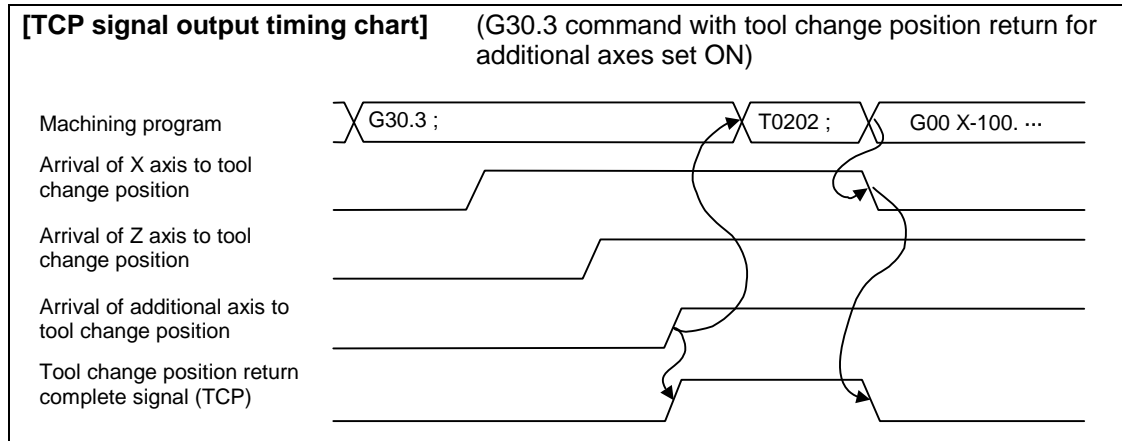 [TCP signal output timing chart] (G30.3 command with tool change position return for
additional axes set ON)
Machining program
G30.3 ;
T0202 ;
G00 X-100. ···
Arrival of X axis to tool
change position
Arrival of Z axis to tool
change position
Arrival of additional axis to
tool change position
Tool change position return
complete signal (TCP)